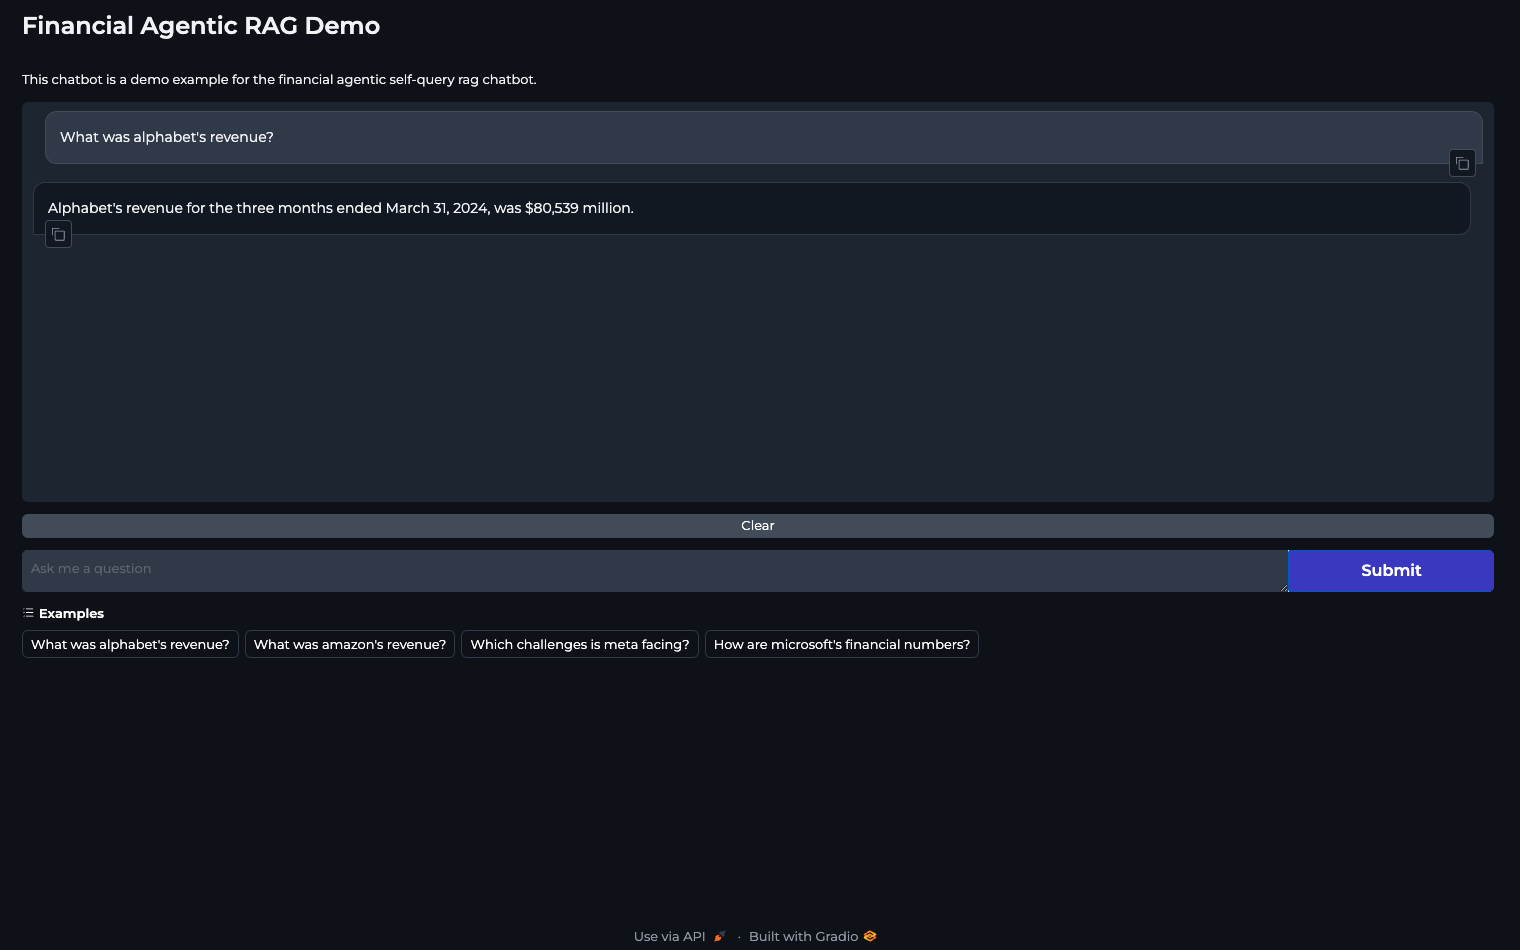 Financial Agentic RAG Demo
This chatbot is a demo example for the financial agentic self-query rag chatbot.
What was alphabet's revenue?
Alphabet's revenue for the three months ended March 31, 2024, was $80,539 million.
Clear
Ask me a question
Submit
Examples
What was alphabet's revenue? What was amazon's revenue? Which challenges is meta facing? How are microsoft's financial numbers?
Use via API · Built with Gradio